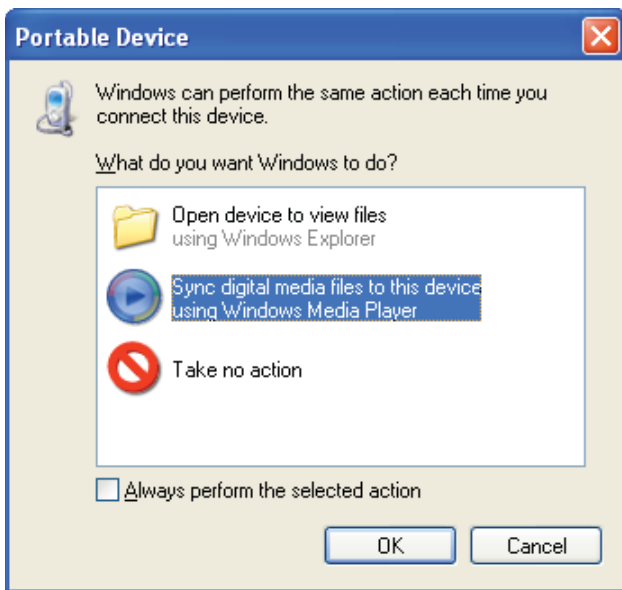 Portable Device
Windows can perform the same action each time you
connect this device.
What do you want Windows to do?
Open device to view files
using Windows Explorer
Sync digital media files to this device
using Windows Media Player
Take no action
Always perform the selected action
OK
Cancel